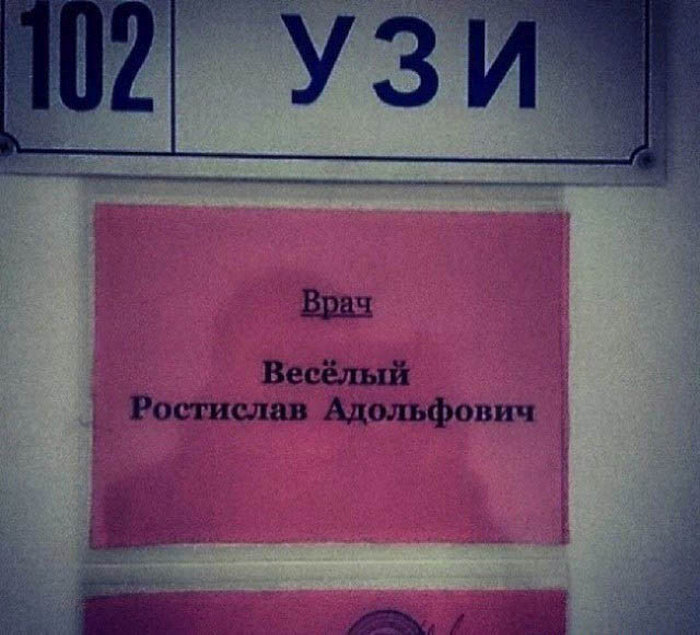 102 УЗИ
Врач
Весёлый
Ростислав Адольфович